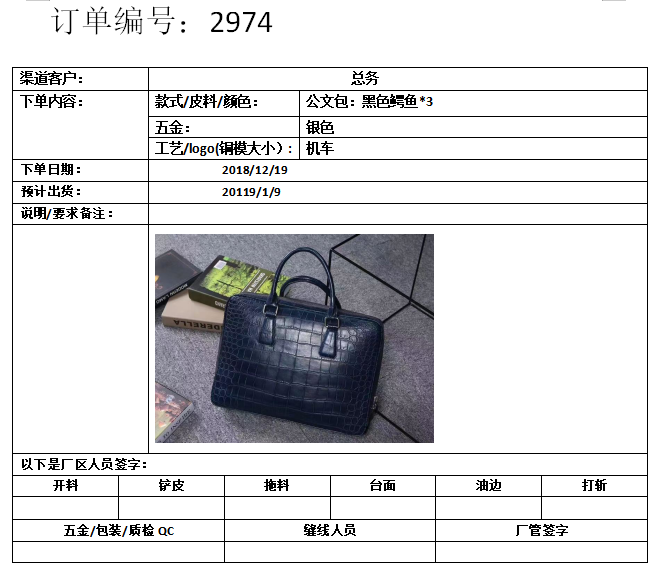 订单编号：2974
渠道客户： 总务
下单内容： 款式/皮料/颜色： 公文包：黑色鳄鱼*3
五金： 银色
工艺/logo(铜模大小）： 机车
下单日期： 2018/12/19
预计出货： 20119/1/9
说明/要求备注：
以下是厂区人员签字：
开料 铲皮 拖料 台面 油边 打斩
五金/包装/质检 QC 缝线人员 厂管签字